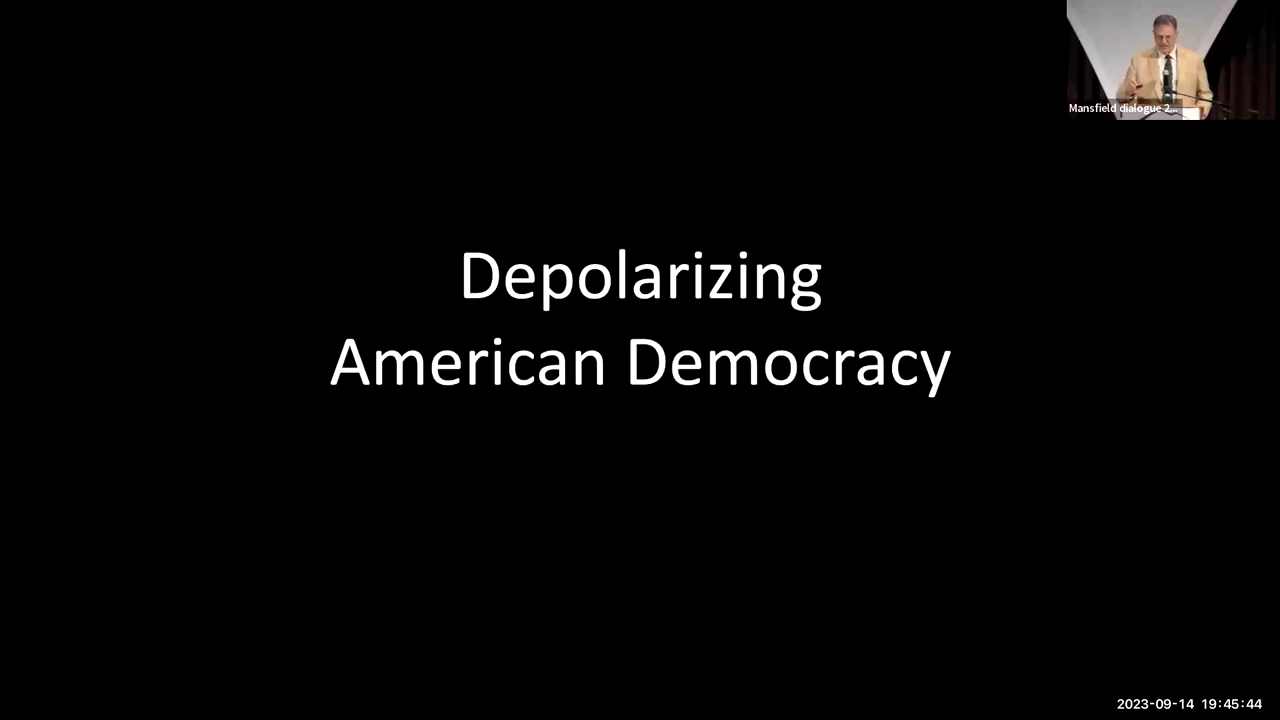 Mansfield dialogue 2...
Depolarizing
American Democracy
2023-09-14 19:45:44